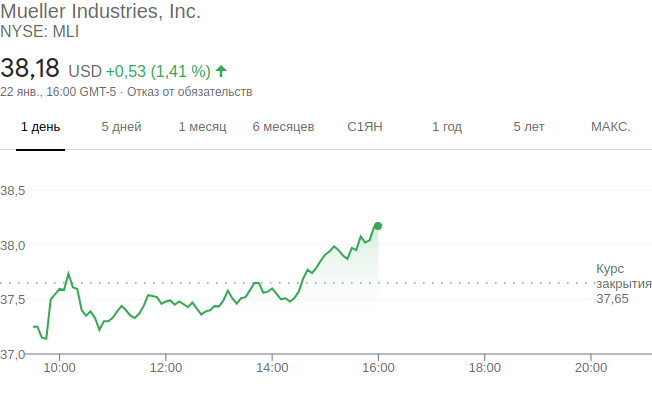 Mueller Industries, Inc.
NYSE: MLI
38,18 USD +0,53 (1,41 %)
22 янв., 16:00 GMT-5 · Отказ от обязательств
1 день 5 дней 1 месяц 6 месяцев С1ЯН 1 год 5 лет МАКС.
38,5
38,0
Курс
закрытия
37,65
37,5
37,0
10:00 12:00 14:00 16:00 18:00 20:00